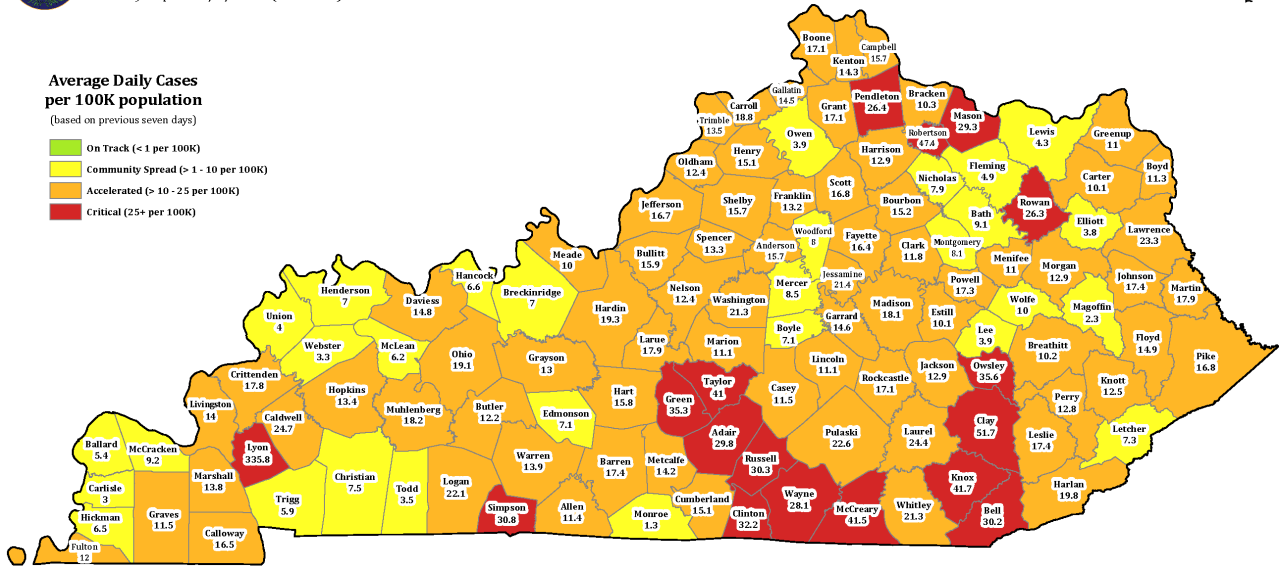 Average Daily Cases
per 100K population
(based on previous seven days)
On Track (< 1 per 100K)
Community Spread (> 1 - 10 per 100K)
Accelerated (> 10 - 25 per 100K)
Critical (25+ per 100K)
Boone
17.1
Kenton
14.3
Campbell
15.7
Gallatin
14.5
Carroll
18.8
Trimble
13.5
Grant
17.1
Pendleton
26.4
Bracken
10.3
Mason
29.3
Robertson
47.4
Lewis
4.3
Greenup
11
Boyd
11.3
Owen
3.9
Henry
15.1
Oldham
12.4
Harrison
12.9
Nicholas
7.9
Fleming
4.9
Carter
10.1
Jefferson
16.7
Shelby
15.7
Franklin
13.2
Scott
16.8
Bourbon
15.2
Bath
9.1
Rowan
26.3
Elliott
3.8
Lawrence
23.3
Spencer
13.3
Anderson
15.7
Woodford
8
Fayette
16.4
Clark
11.8
Montgomery
8.1
Menifee
11
Morgan
12.9
Johnson
17.4
Martin
17.9
Meade
10
Bullitt
15.9
Nelson
12.4
Washington
21.3
Mercer
8.5
Jessamine
21.4
Madison
18.1
Powell
17.3
Estill
10.1
Wolfe
10
Magoffin
2.3
Floyd
14.9
Pike
16.8
Hancock
6.6
Breckinridge
7
Hardin
19.3
Larue
17.9
Marion
11.1
Boyle
7.1
Garrard
14.6
Lee
3.9
Breathitt
10.2
Knott
12.5
Henderson
7
Daviess
14.8
Union
4
Webster
3.3
McLean
6.2
Ohio
19.1
Grayson
13
Hart
15.8
Green
35.3
Taylor
41
Casey
11.5
Lincoln
11.1
Rockcastle
17.1
Jackson
12.9
Owsley
35.6
Perry
12.8
Letcher
7.3
Crittenden
17.8
Livingston
14
Hopkins
13.4
Caldwell
24.7
Muhlenberg
18.2
Butler
12.2
Edmonson
7.1
Adair
29.8
Russell
30.3
Pulaski
22.6
Laurel
24.4
Clay
51.7
Leslie
17.4
Harlan
19.8
Ballard
5.4
McCracken
9.2
Lyon
335.8
Warren
13.9
Barren
17.4
Metcalfe
14.2
Knox
41.7
Bell
30.2
Carlisle
3
Marshall
13.8
Trigg
5.9
Christian
7.5
Todd
3.5
Logan
22.1
Simpson
30.8
Allen
11.4
Monroe
1.3
Cumberland
15.1
Clinton
32.2
Wayne
28.1
McCreary
41.5
Whitley
21.3
Hickman
6.5
Graves
11.5
Calloway
16.5
Fulton
12